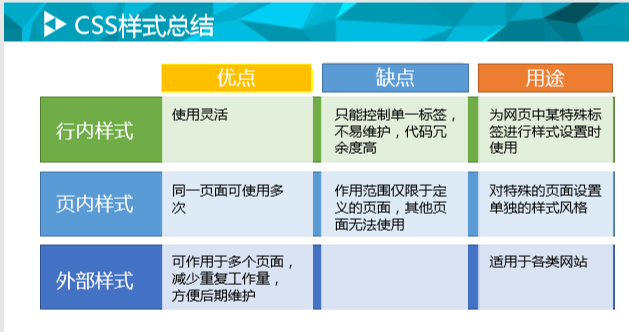 CSS样式总结
优点
缺点
用途
行内样式
使用灵活
只能控制单一标签，
不易维护，代码冗
余度高
为网页中某特殊标
签进行样式设置时
使用
页内样式
同一页面可使用多
次
作用范围仅限于定
义的页面，其他页
面无法使用
对特殊的页面设置
单独的样式风格
外部样式
可作用于多个页面，
减少重复工作量，
方便后期维护
适用于各类网站